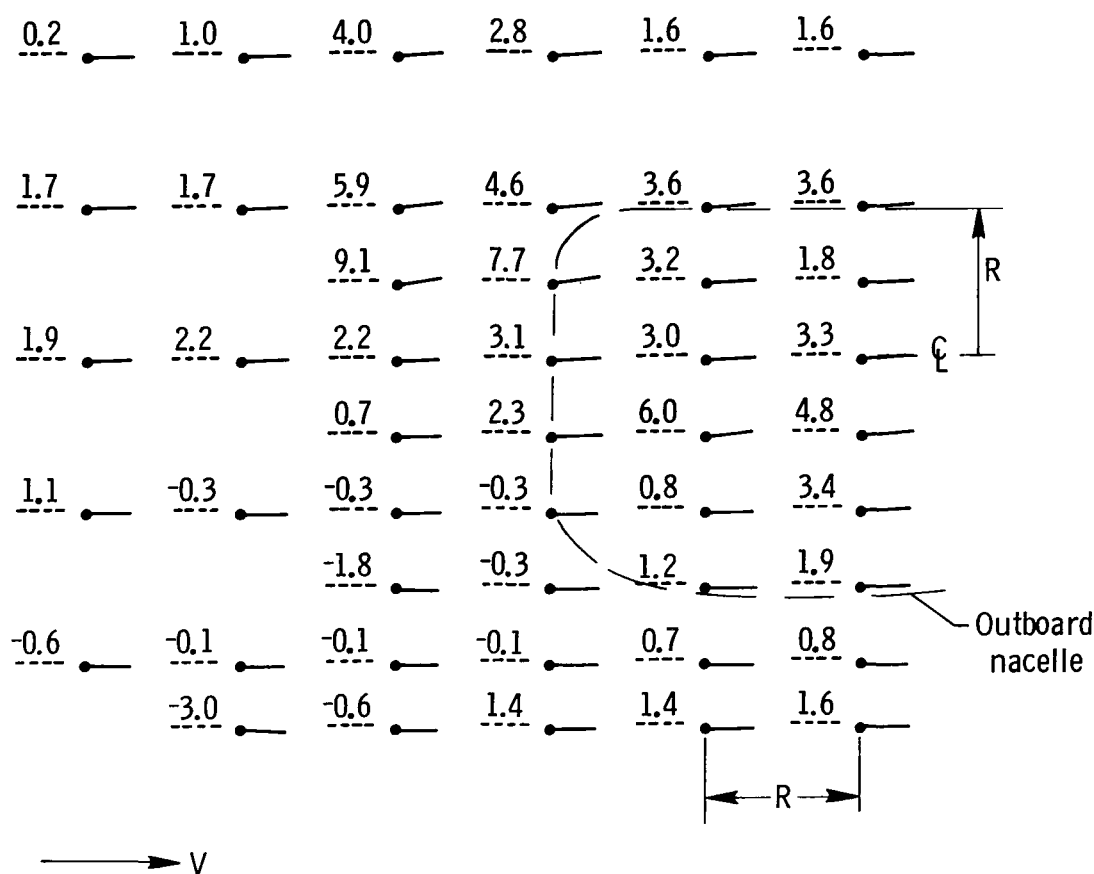 0.2 1.0 4.0 2.8 1.6 1.6
1.7 1.7 5.9 4.6 3.6 3.6
9.1 7.7 3.2 1.8
R
1.9 2.2 2.2 3.1 3.0 3.3
℄
0.7 2.3 6.0 4.8
1.1 -0.3 -0.3 -0.3 0.8 3.4
-1.8 -0.3 1.2 1.9
Outboard
nacelle
-0.6 -0.1 -0.1 -0.1 0.7 0.8
-3.0 -0.6 1.4 1.4 1.6
R
V